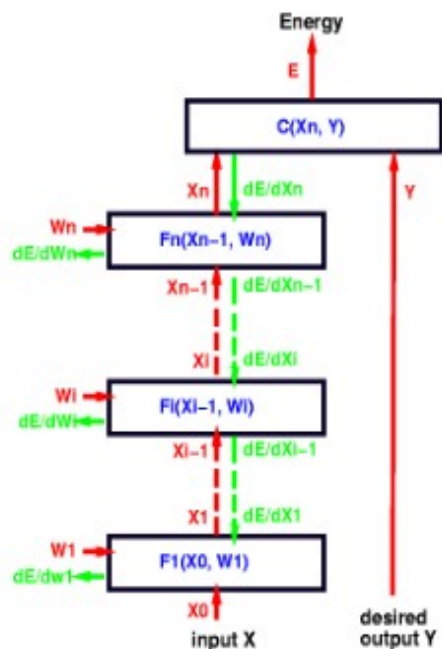 Energy
E
C(Xn, Y)
Xn
dE/dXn
Y
Wn
Fn(Xn-1, Wn)
dE/dWn
Xn-1
dE/dXn-1
Xi
dE/dXi
Wi
Fi(Xi-1, Wi)
dE/dWi
Xi-1
dE/dXi-1
X1
dE/dX1
W1
F1(X0, W1)
dE/dw1
X0
input X
desired
output Y